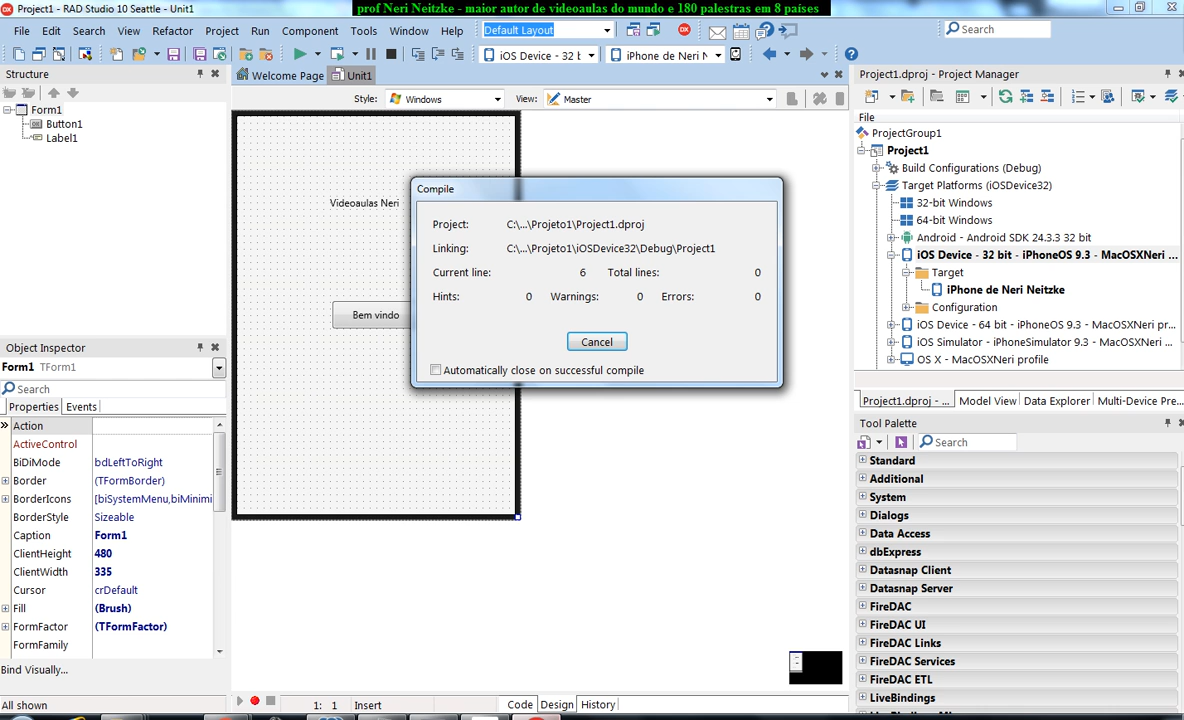 Project1 - RAD Studio 10 Seattle - Unit1
prof Neri Neitzke - maior autor de videoaulas do mundo e 180 palestras em 8 países
File Edit Search View Refactor Project Run Component Tools Window Help
Default Layout
Search
iOS Device - 32 b
iPhone de Neri N
Structure
Form1
Button1
Label1
Welcome Page
Unit1
Style:
Windows
View:
Master
Videoaulas Neri
Bem vindo
Compile
Project: C:\...\Projeto1\Project1.dproj
Linking: C:\...\Projeto1\iOSDevice32\Debug\Project1
Current line: 6 Total lines: 0
Hints: 0 Warnings: 0 Errors: 0
Cancel
Automatically close on successful compile
Project1.dproj - Project Manager
File
ProjectGroup1
Project1
Build Configurations (Debug)
Target Platforms (iOSDevice32)
32-bit Windows
64-bit Windows
Android - Android SDK 24.3.3 32 bit
iOS Device - 32 bit - iPhoneOS 9.3 - MacOSXNeri ...
Target
iPhone de Neri Neitzke
Configuration
iOS Device - 64 bit - iPhoneOS 9.3 - MacOSXNeri pr...
iOS Simulator - iPhoneSimulator 9.3 - MacOSXNeri ...
OS X - MacOSXNeri profile
Project1.dproj - ... Model View Data Explorer Multi-Device Pre...
Object Inspector
Form1 TForm1
Search
Properties Events
Action
ActiveControl
BiDiMode bdLeftToRight
Border (TFormBorder)
BorderIcons [biSystemMenu,biMinimi
BorderStyle Sizeable
Caption Form1
ClientHeight 480
ClientWidth 335
Cursor crDefault
Fill (Brush)
FormFactor (TFormFactor)
FormFamily
Bind Visually...
All shown
Tool Palette
Search
Standard
Additional
System
Dialogs
Data Access
dbExpress
Datasnap Client
Datasnap Server
FireDAC
FireDAC UI
FireDAC Links
FireDAC Services
FireDAC ETL
LiveBindings
1: 1 Insert
Code Design History